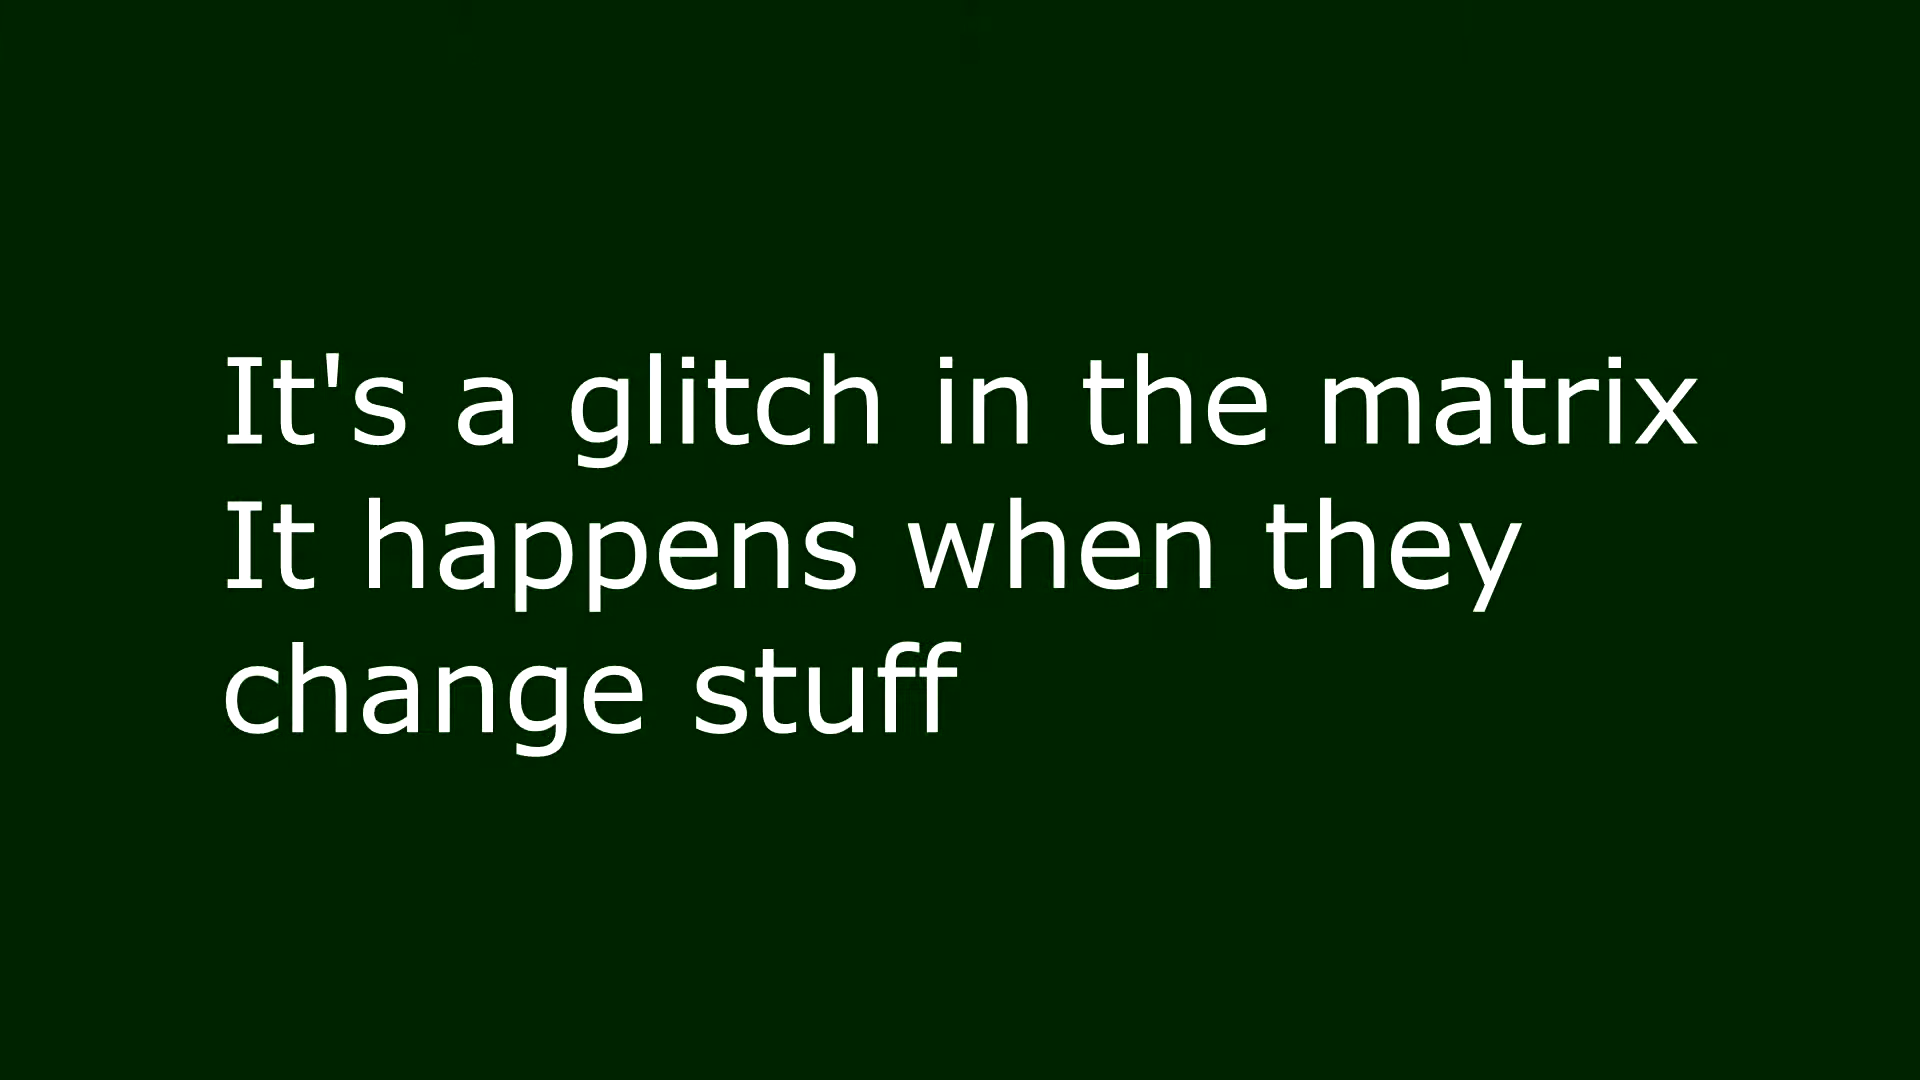 It's a glitch in the matrix
It happens when they
change stuff